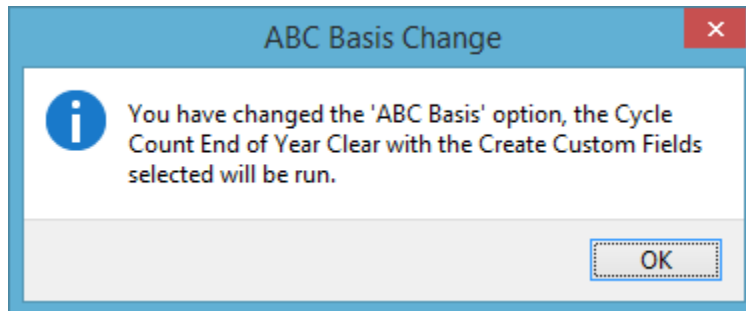 ABC Basis Change
You have changed the 'ABC Basis' option, the Cycle
Count End of Year Clear with the Create Custom Fields
selected will be run.
OK